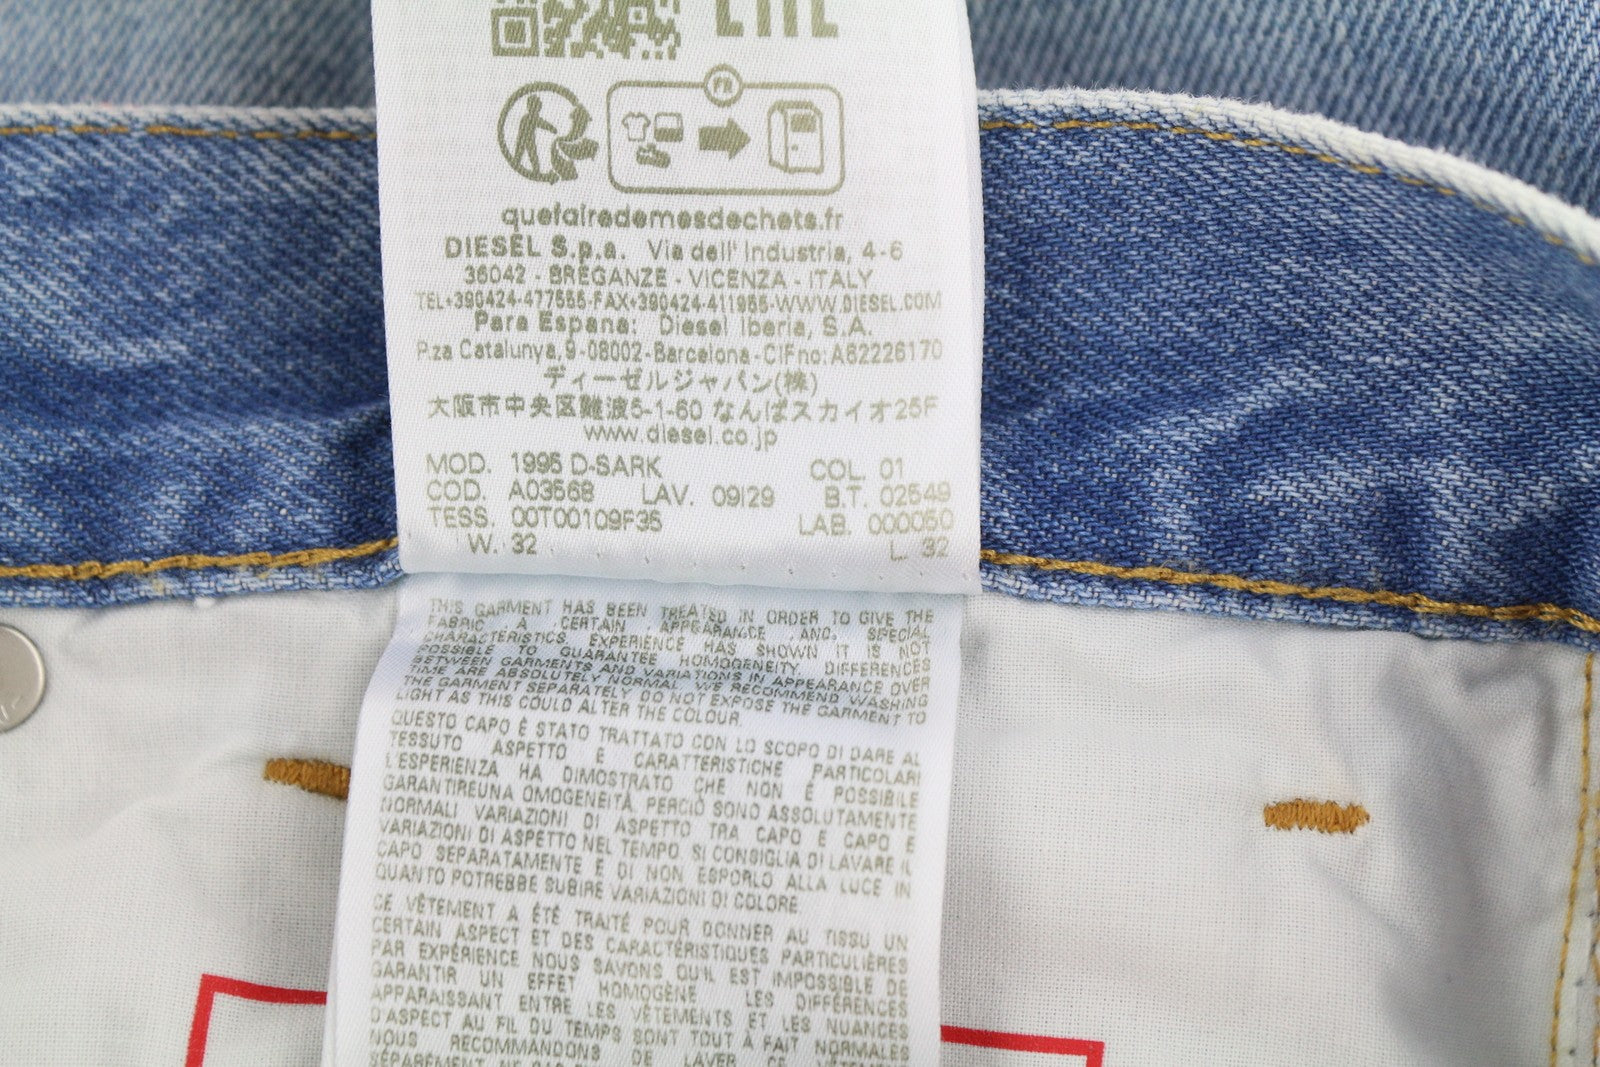 FR
quefairedemesdechets.fr
DIESEL S.p.a. Via dell' Industria, 4-6
36042 - BREGANZE - VICENZA - ITALY
TEL+390424-477555-FAX+390424-411955-WWW.DIESEL.COM
Para Espana: Diesel Iberia, S.A.
P.za Catalunya, 9-08002-Barcelona-CIFno:A62226170
ディーゼルジャパン(株)
大阪市中央区難波5-1-60 なんばスカイオ25F
www.diesel.co.jp
MOD. 1995 D-SARK COL 01
COD. A03568 LAV. 09I29 B.T. 02549
TESS. 00T00109F35 LAB. 000050
W. 32 L. 32
THIS GARMENT HAS BEEN TREATED IN ORDER TO GIVE THE
FABRIC A CERTAIN APPEARANCE AND SPECIAL
CHARACTERISTICS. EXPERIENCE HAS SHOWN IT IS NOT
POSSIBLE TO GUARANTEE HOMOGENEITY. DIFFERENCES
BETWEEN GARMENTS AND VARIATIONS IN APPEARANCE OVER
TIME ARE ABSOLUTELY NORMAL. WE RECOMMEND WASHING
THE GARMENT SEPARATELY. DO NOT EXPOSE THE GARMENT TO
LIGHT AS THIS COULD ALTER THE COLOUR.
QUESTO CAPO È STATO TRATTATO CON LO SCOPO DI DARE AL
TESSUTO ASPETTO E CARATTERISTICHE PARTICOLARI
L'ESPERIENZA HA DIMOSTRATO CHE NON È POSSIBILE
GARANTIREUNA OMOGENEITÀ, PERCIÒ SONO ASSOLUTAMENTE
NORMALI VARIAZIONI DI ASPETTO TRA CAPO E CAPO E
VARIAZIONI DI ASPETTO NEL TEMPO. SI CONSIGLIA DI LAVARE IL
CAPO SEPARATAMENTE E DI NON ESPORLO ALLA LUCE IN
QUANTO POTREBBE SUBIRE VARIAZIONI DI COLORE.
CE VÊTEMENT A ÉTÉ TRAITÉ POUR DONNER AU TISSU UN
CERTAIN ASPECT ET DES CARACTÉRISTIQUES PARTICULIÈRES
PAR EXPÉRIENCE NOUS SAVONS QU'IL EST IMPOSSIBLE DE
GARANTIR UN EFFET HOMOGÈNE. LES DIFFÉRENCES
APPARAISSANT ENTRE LES VÊTEMENTS ET LES NUANCES
D'ASPECT AU FIL DU TEMPS SONT TOUT À FAIT NORMALES
NOUS RECOMMANDONS DE LAVER CE VÊTEMENT
SÉPARÉMENT